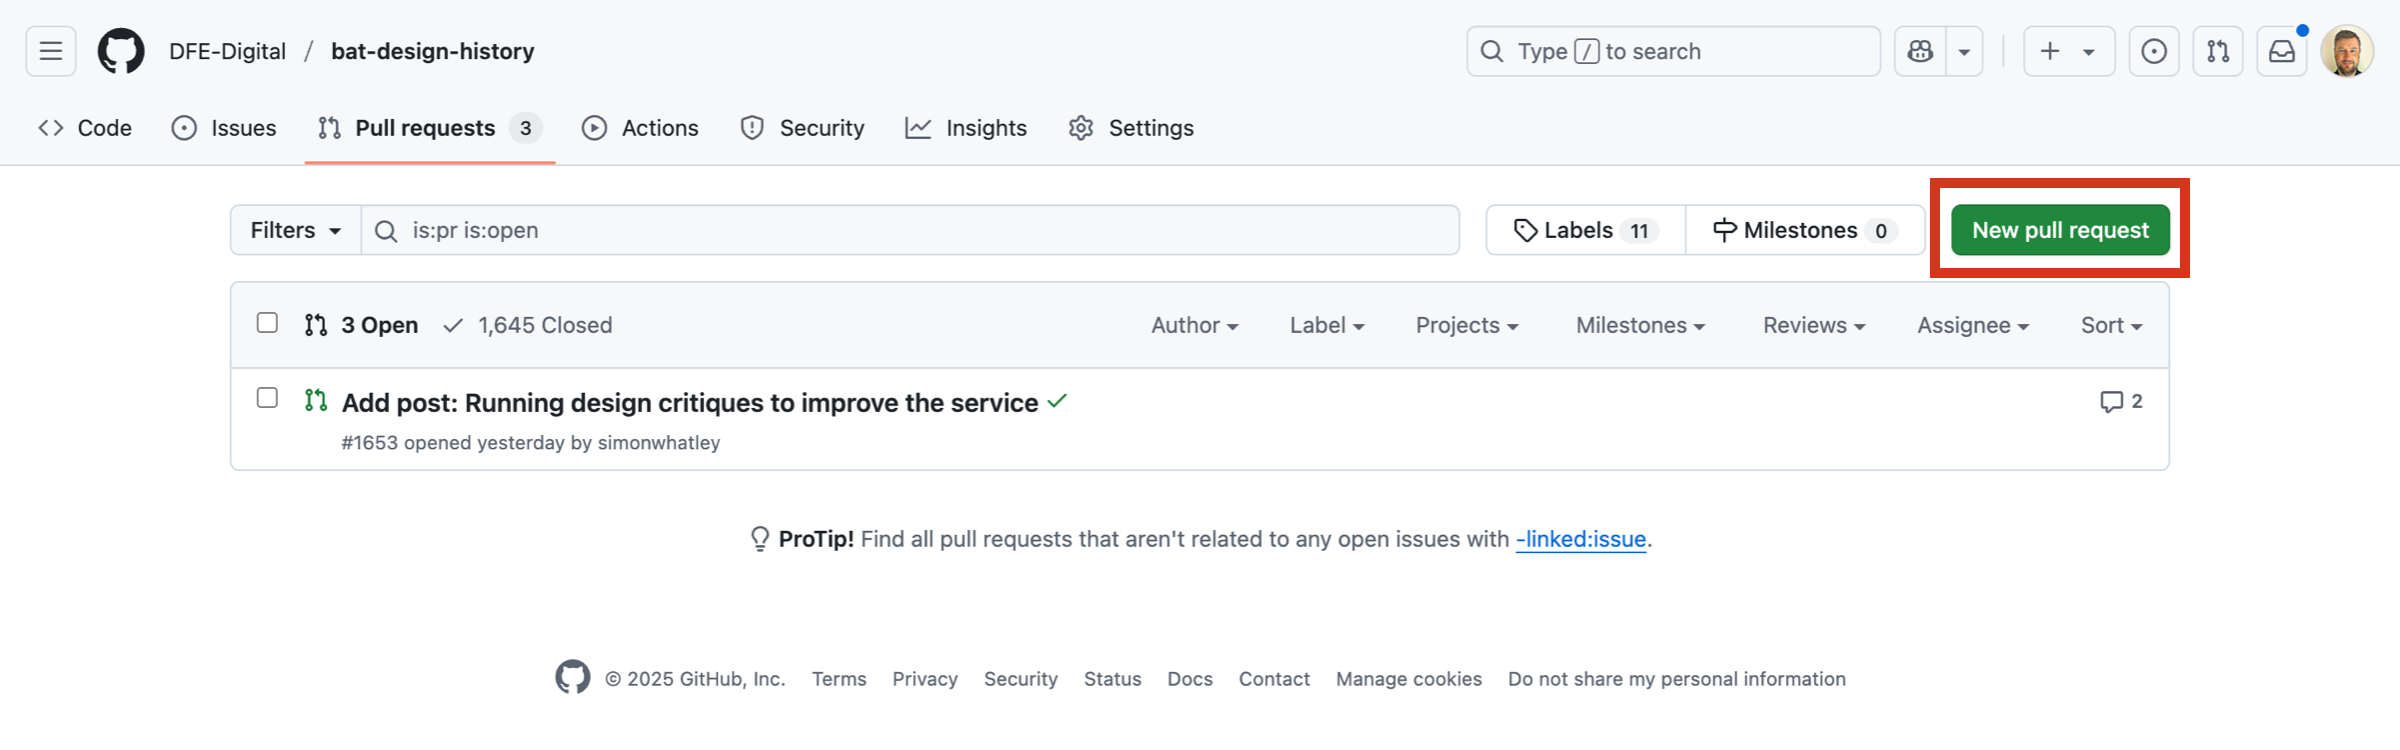 DFE-Digital / bat-design-history
Type / to search
Code Issues Pull requests 3 Actions Security Insights Settings
Filters is:pr is:open Labels 11 Milestones 0 New pull request
3 Open 1,645 Closed Author Label Projects Milestones Reviews Assignee Sort
Add post: Running design critiques to improve the service 2
#1653 opened yesterday by simonwhatley
ProTip! Find all pull requests that aren't related to any open issues with -linked:issue.
© 2025 GitHub, Inc. Terms Privacy Security Status Docs Contact Manage cookies Do not share my personal information